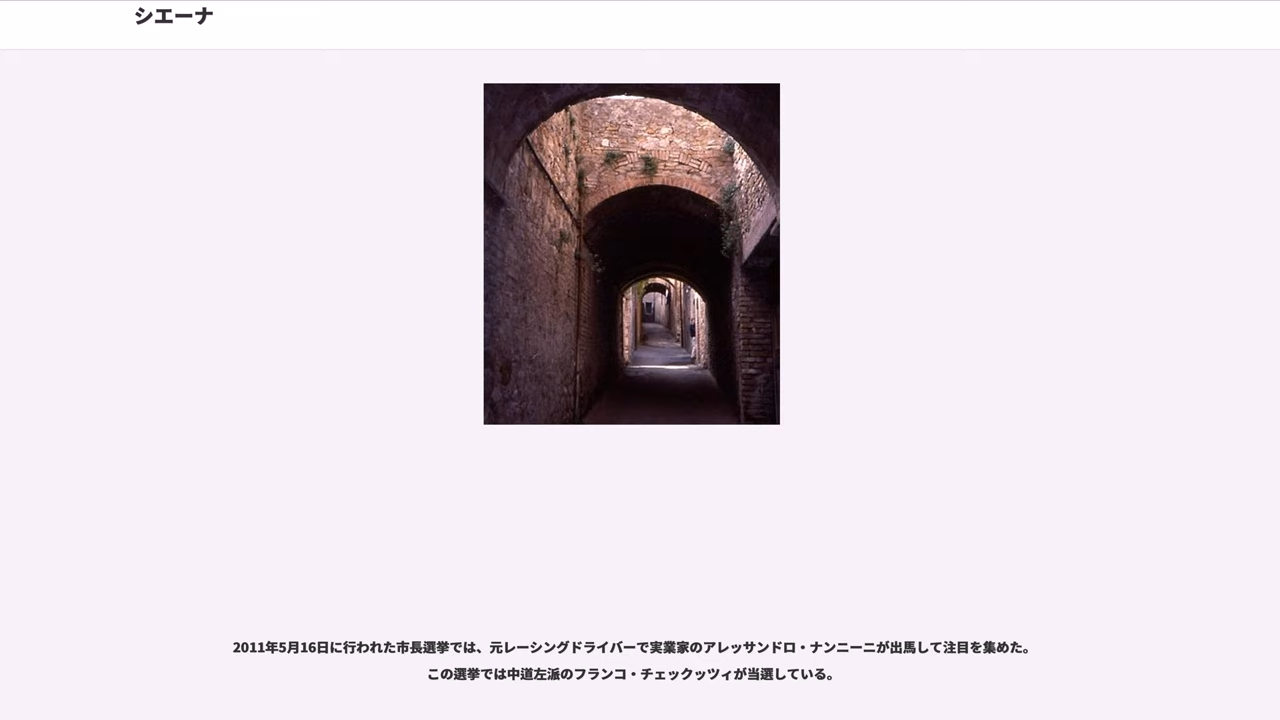 シエーナ
2011年5月16日に行われた市長選挙では、元レーシングドライバーで実業家のアレッサンドロ・ナンニーニが出馬して注目を集めた。
この選挙では中道左派のフランコ・チェックッツィが当選している。